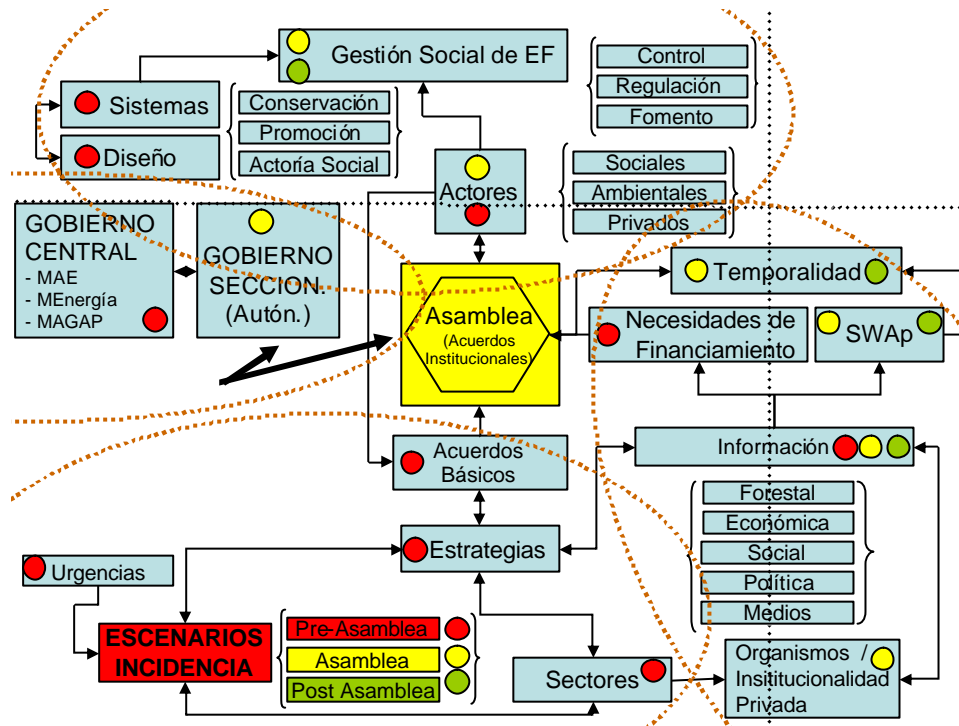 Gestión Social de EF
Control
Regulación
Fomento
Sistemas
Diseño
Conservación
Promoción
Actoría Social
Actores
Sociales
Ambientales
Privados
GOBIERNO
CENTRAL
- MAE
- MEnergía
- MAGAP
GOBIERNO
SECCION.
(Autón.)
Asamblea
(Acuerdos
Institucionales)
Temporalidad
Necesidades de
Financiamiento
SWAp
Acuerdos
Básicos
Información
Forestal
Económica
Social
Política
Medios
Estrategias
Urgencias
ESCENARIOS
INCIDENCIA
Pre-Asamblea
Asamblea
Post Asamblea
Sectores
Organismos /
Insititucionalidad
Privada